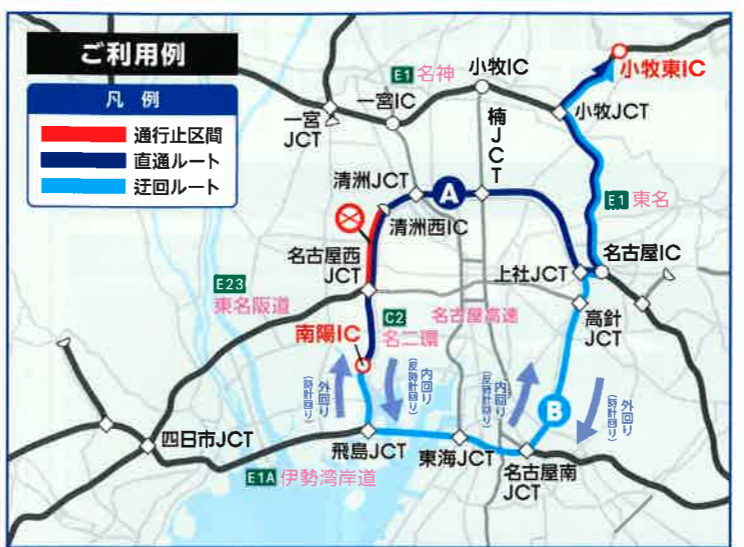 ご利用例
凡 例
通行止区間
直通ルート
迂回ルート
小牧東IC
E1 名神
小牧IC
一宮IC
一宮
JCT
楠JCT
小牧JCT
清洲JCT
A
清洲西IC
E1 東名
名古屋西
JCT
上社JCT
名古屋IC
E23
東名阪道
C2
名二環
名古屋高速
高針
JCT
南陽IC
外回り
(時計回り)
内回り
(反時計回り)
内回り
(反時計回り)
B
外回り
(時計回り)
四日市JCT
飛島JCT
東海JCT
名古屋南
JCT
E1A 伊勢湾岸道